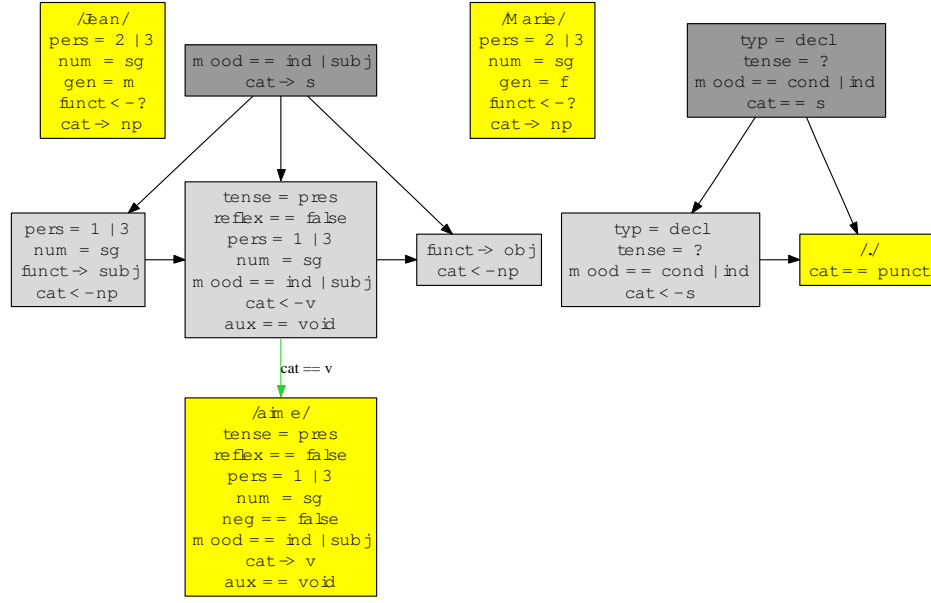 /Jean/
pers = 2 | 3
num = sg
gen = m
funct <- ?
cat -> np
mood == ind | subj
cat -> s
/Marie/
pers = 2 | 3
num = sg
gen = f
funct <- ?
cat -> np
typ = decl
tense = ?
mood == cond | ind
cat == s
pers = 1 | 3
num = sg
funct -> subj
cat <- np
tense = pres
reflex == false
pers = 1 | 3
num = sg
mood == ind | subj
cat <- v
aux == void
funct -> obj
cat <- np
typ = decl
tense = ?
mood == cond | ind
cat <- s
/./
cat == punct
cat == v
/aime/
tense = pres
reflex == false
pers = 1 | 3
num = sg
neg == false
mood == ind | subj
cat -> v
aux == void